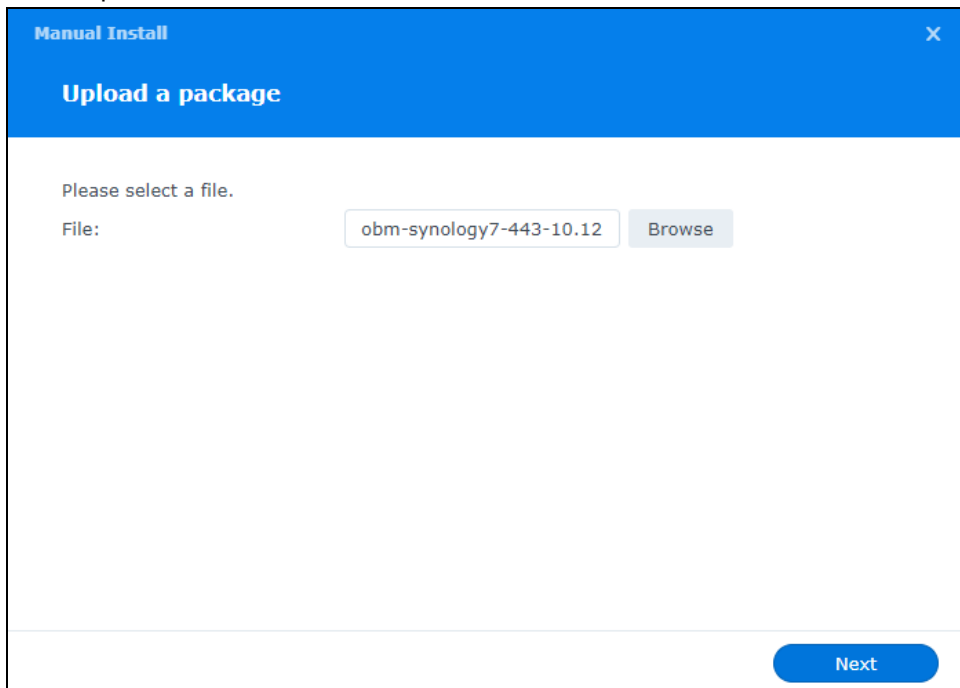 Manual Install X
Upload a package
Please select a file.
File: obm-synology7-443-10.12 Browse
Next